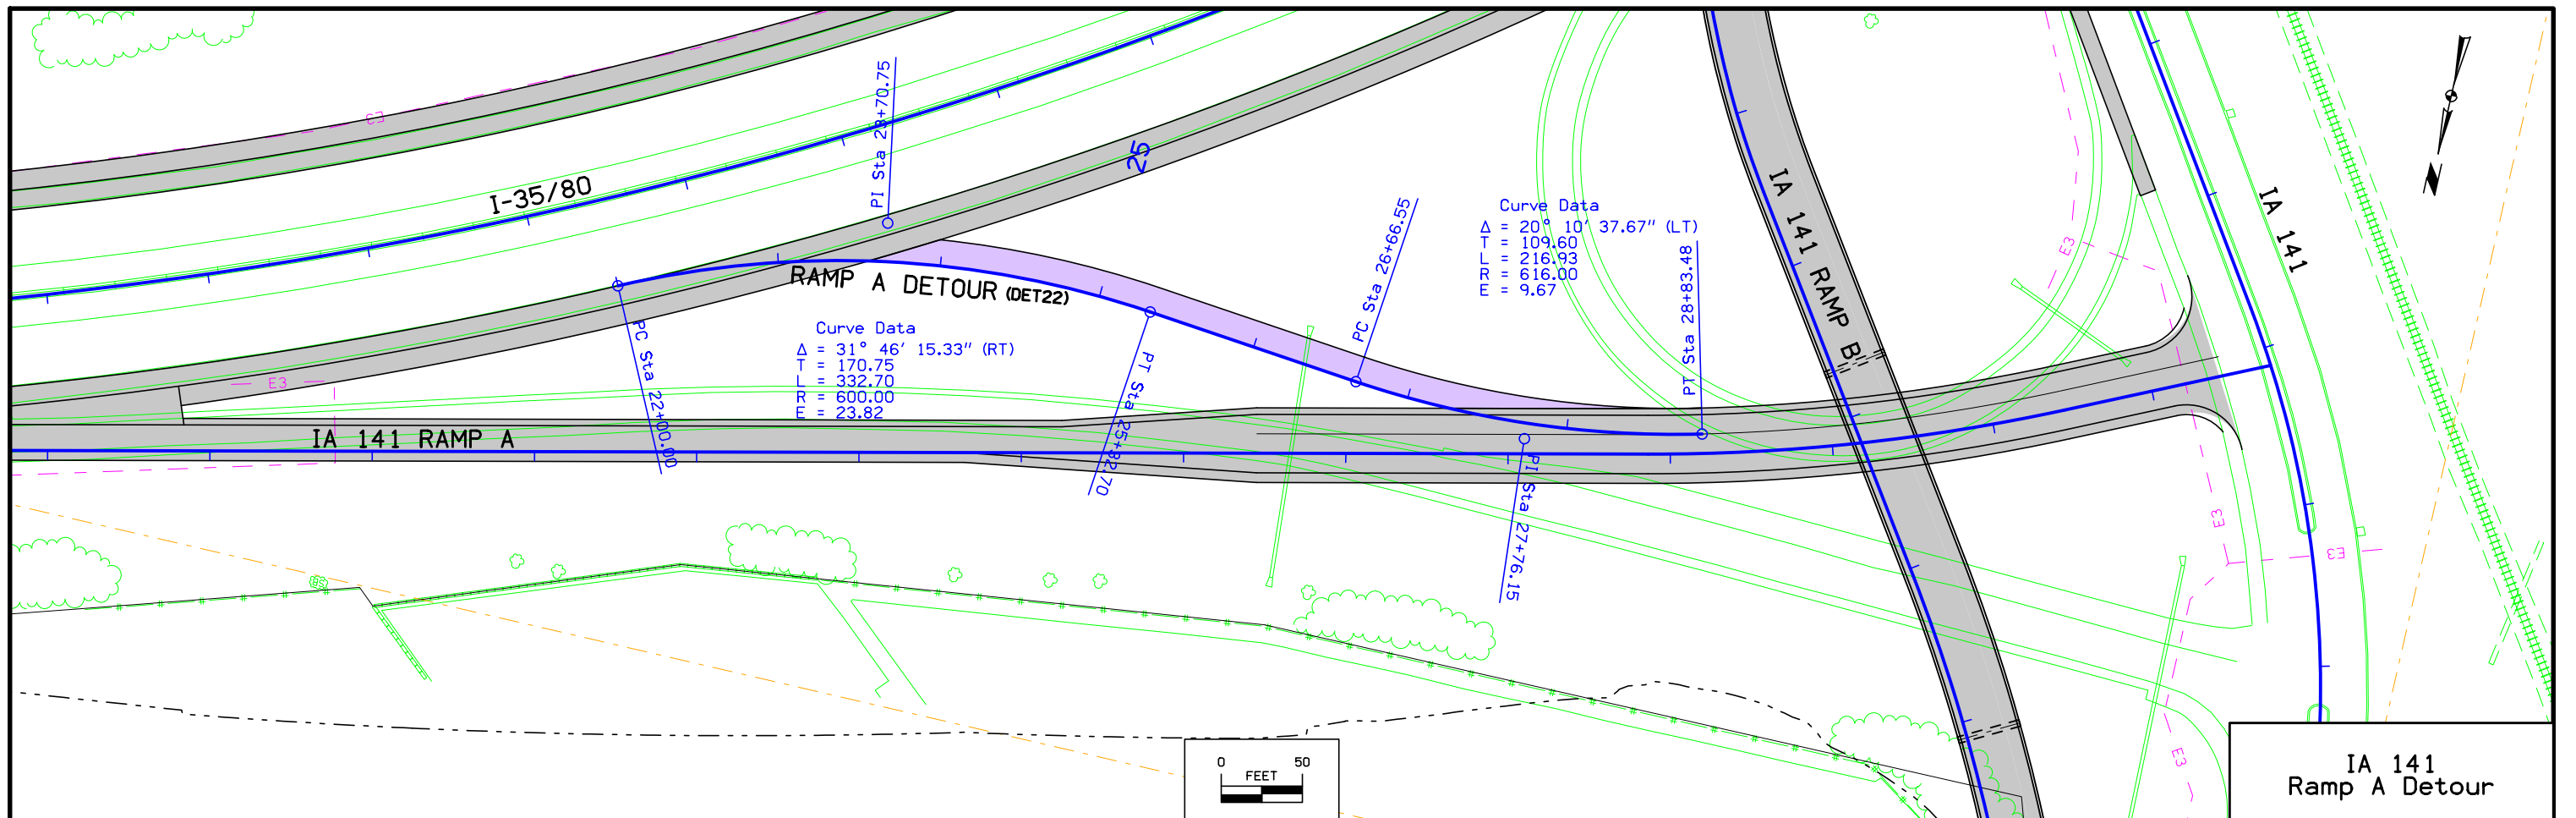 I-35/80
PI Sta 23+70.75
25
RAMP A DETOUR (DET22)
PC Sta 22+00.00
Curve Data
Δ = 31° 46' 15.33" (RT)
T = 170.75
L = 332.70
R = 600.00
E = 23.82
PT Sta 25+32.70
PC Sta 26+66.55
Curve Data
Δ = 20° 10' 37.67" (LT)
T = 109.60
L = 216.93
R = 616.00
E = 9.67
PT Sta 28+83.48
PI Sta 27+76.15
IA 141 RAMP A
IA 141 RAMP B
IA 141
E3
E3
E3
E3
E3
E3
N
0 50
FEET
IA 141
Ramp A Detour